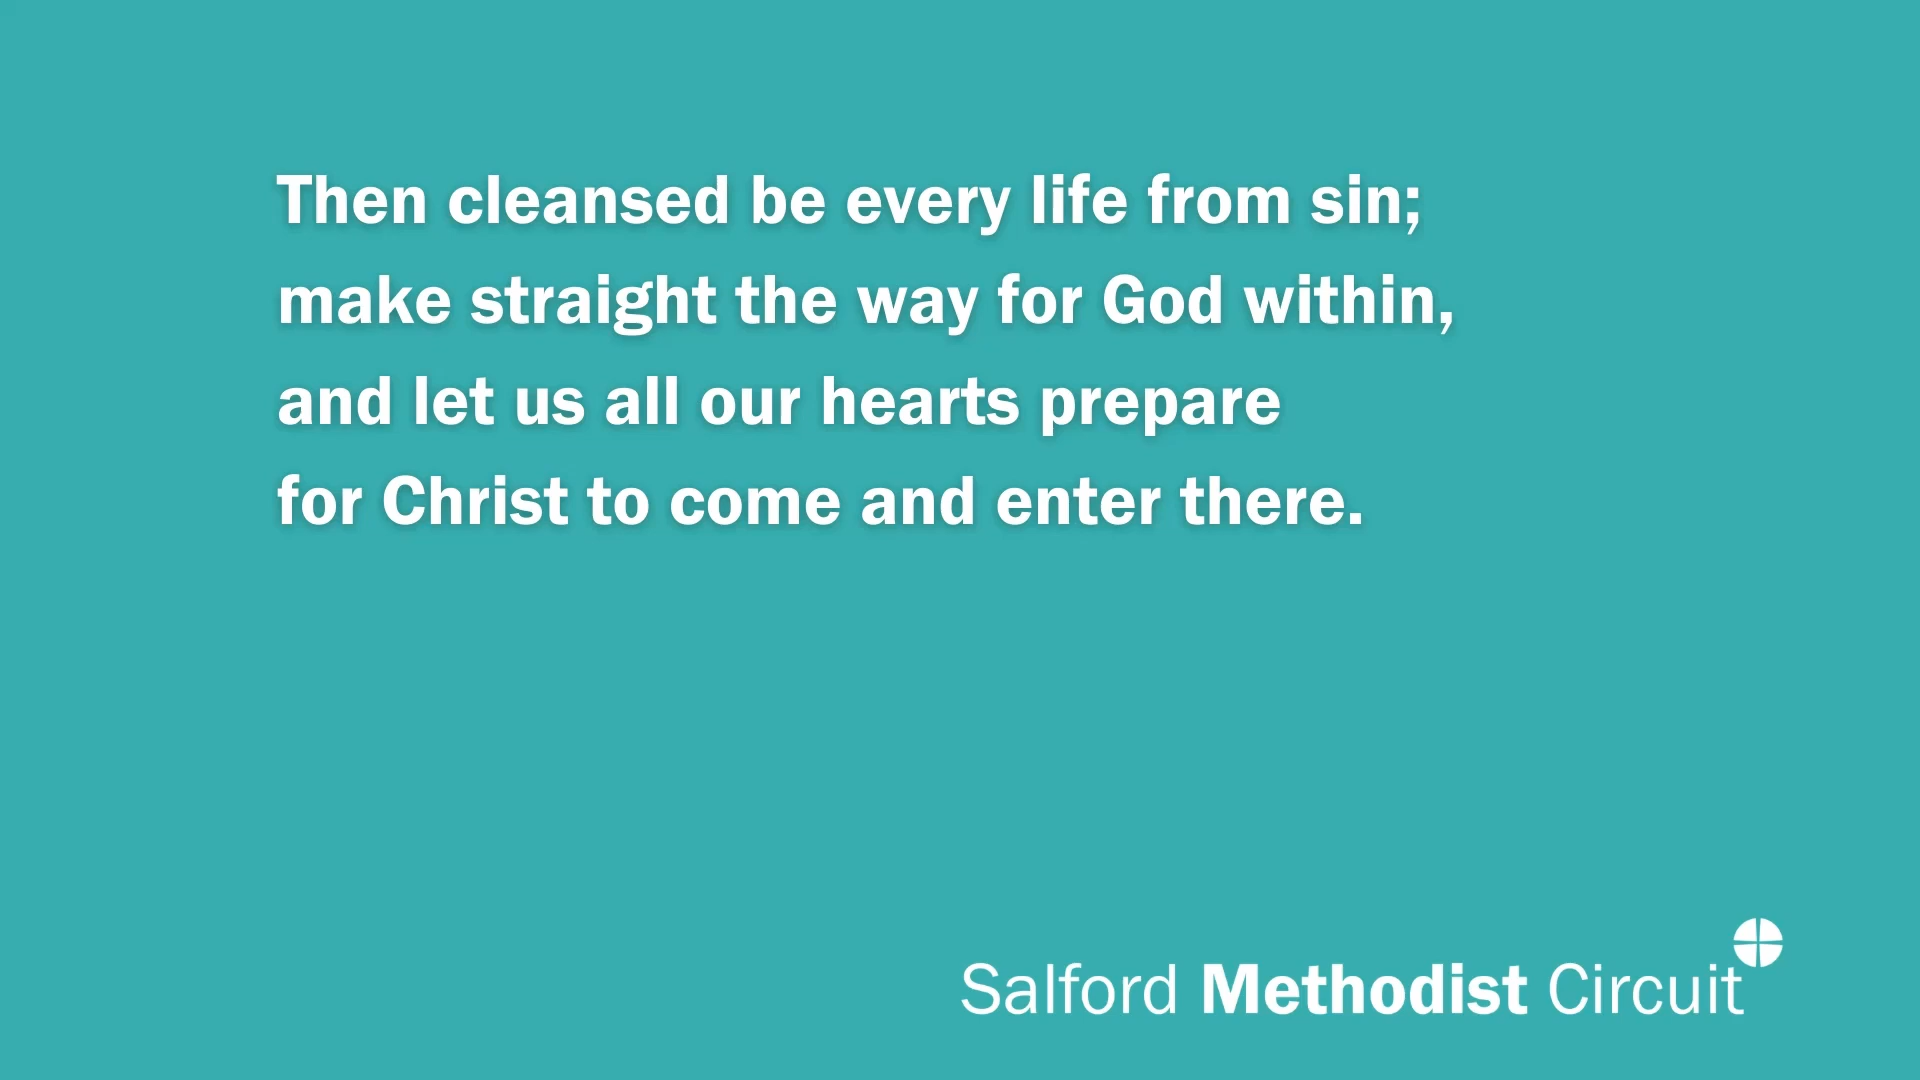 Then cleansed be every life from sin;
make straight the way for God within,
and let us all our hearts prepare
for Christ to come and enter there.
Salford Methodist Circuit